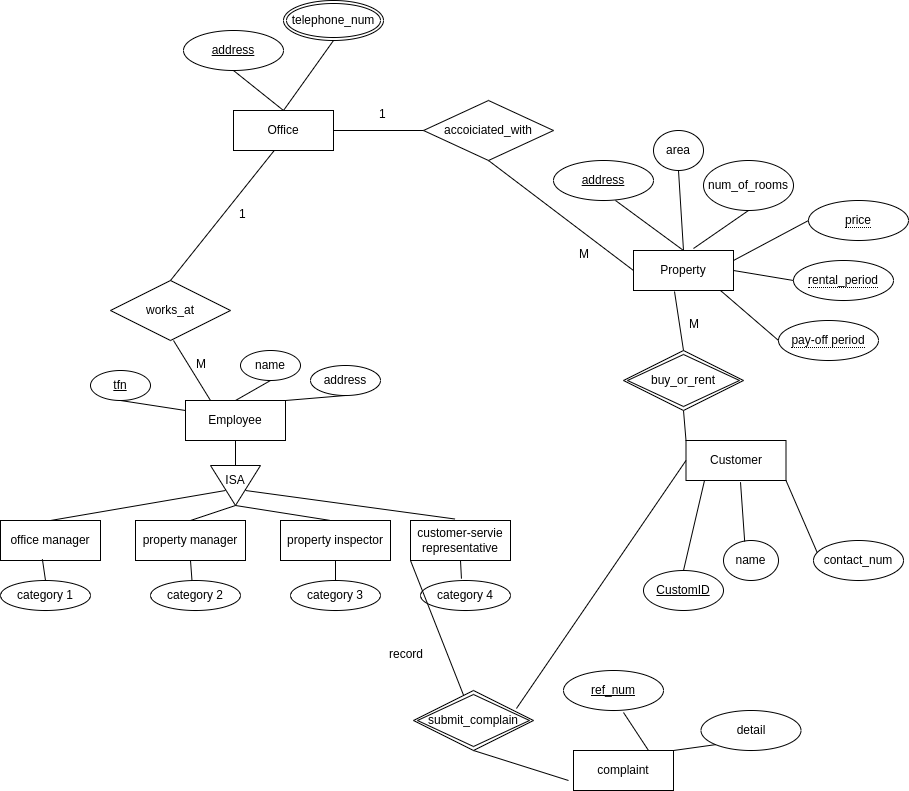 telephone_num
address
Office
1
accoiciated_with
area
address
num_of_rooms
price
1
M
Property
rental_period
works_at
M
pay-off period
M
name
buy_or_rent
tfn
address
Employee
Customer
ISA
office manager
property manager
property inspector
customer-servie
representative
name
contact_num
category 1
category 2
category 3
category 4
CustomID
record
ref_num
submit_complain
detail
complaint